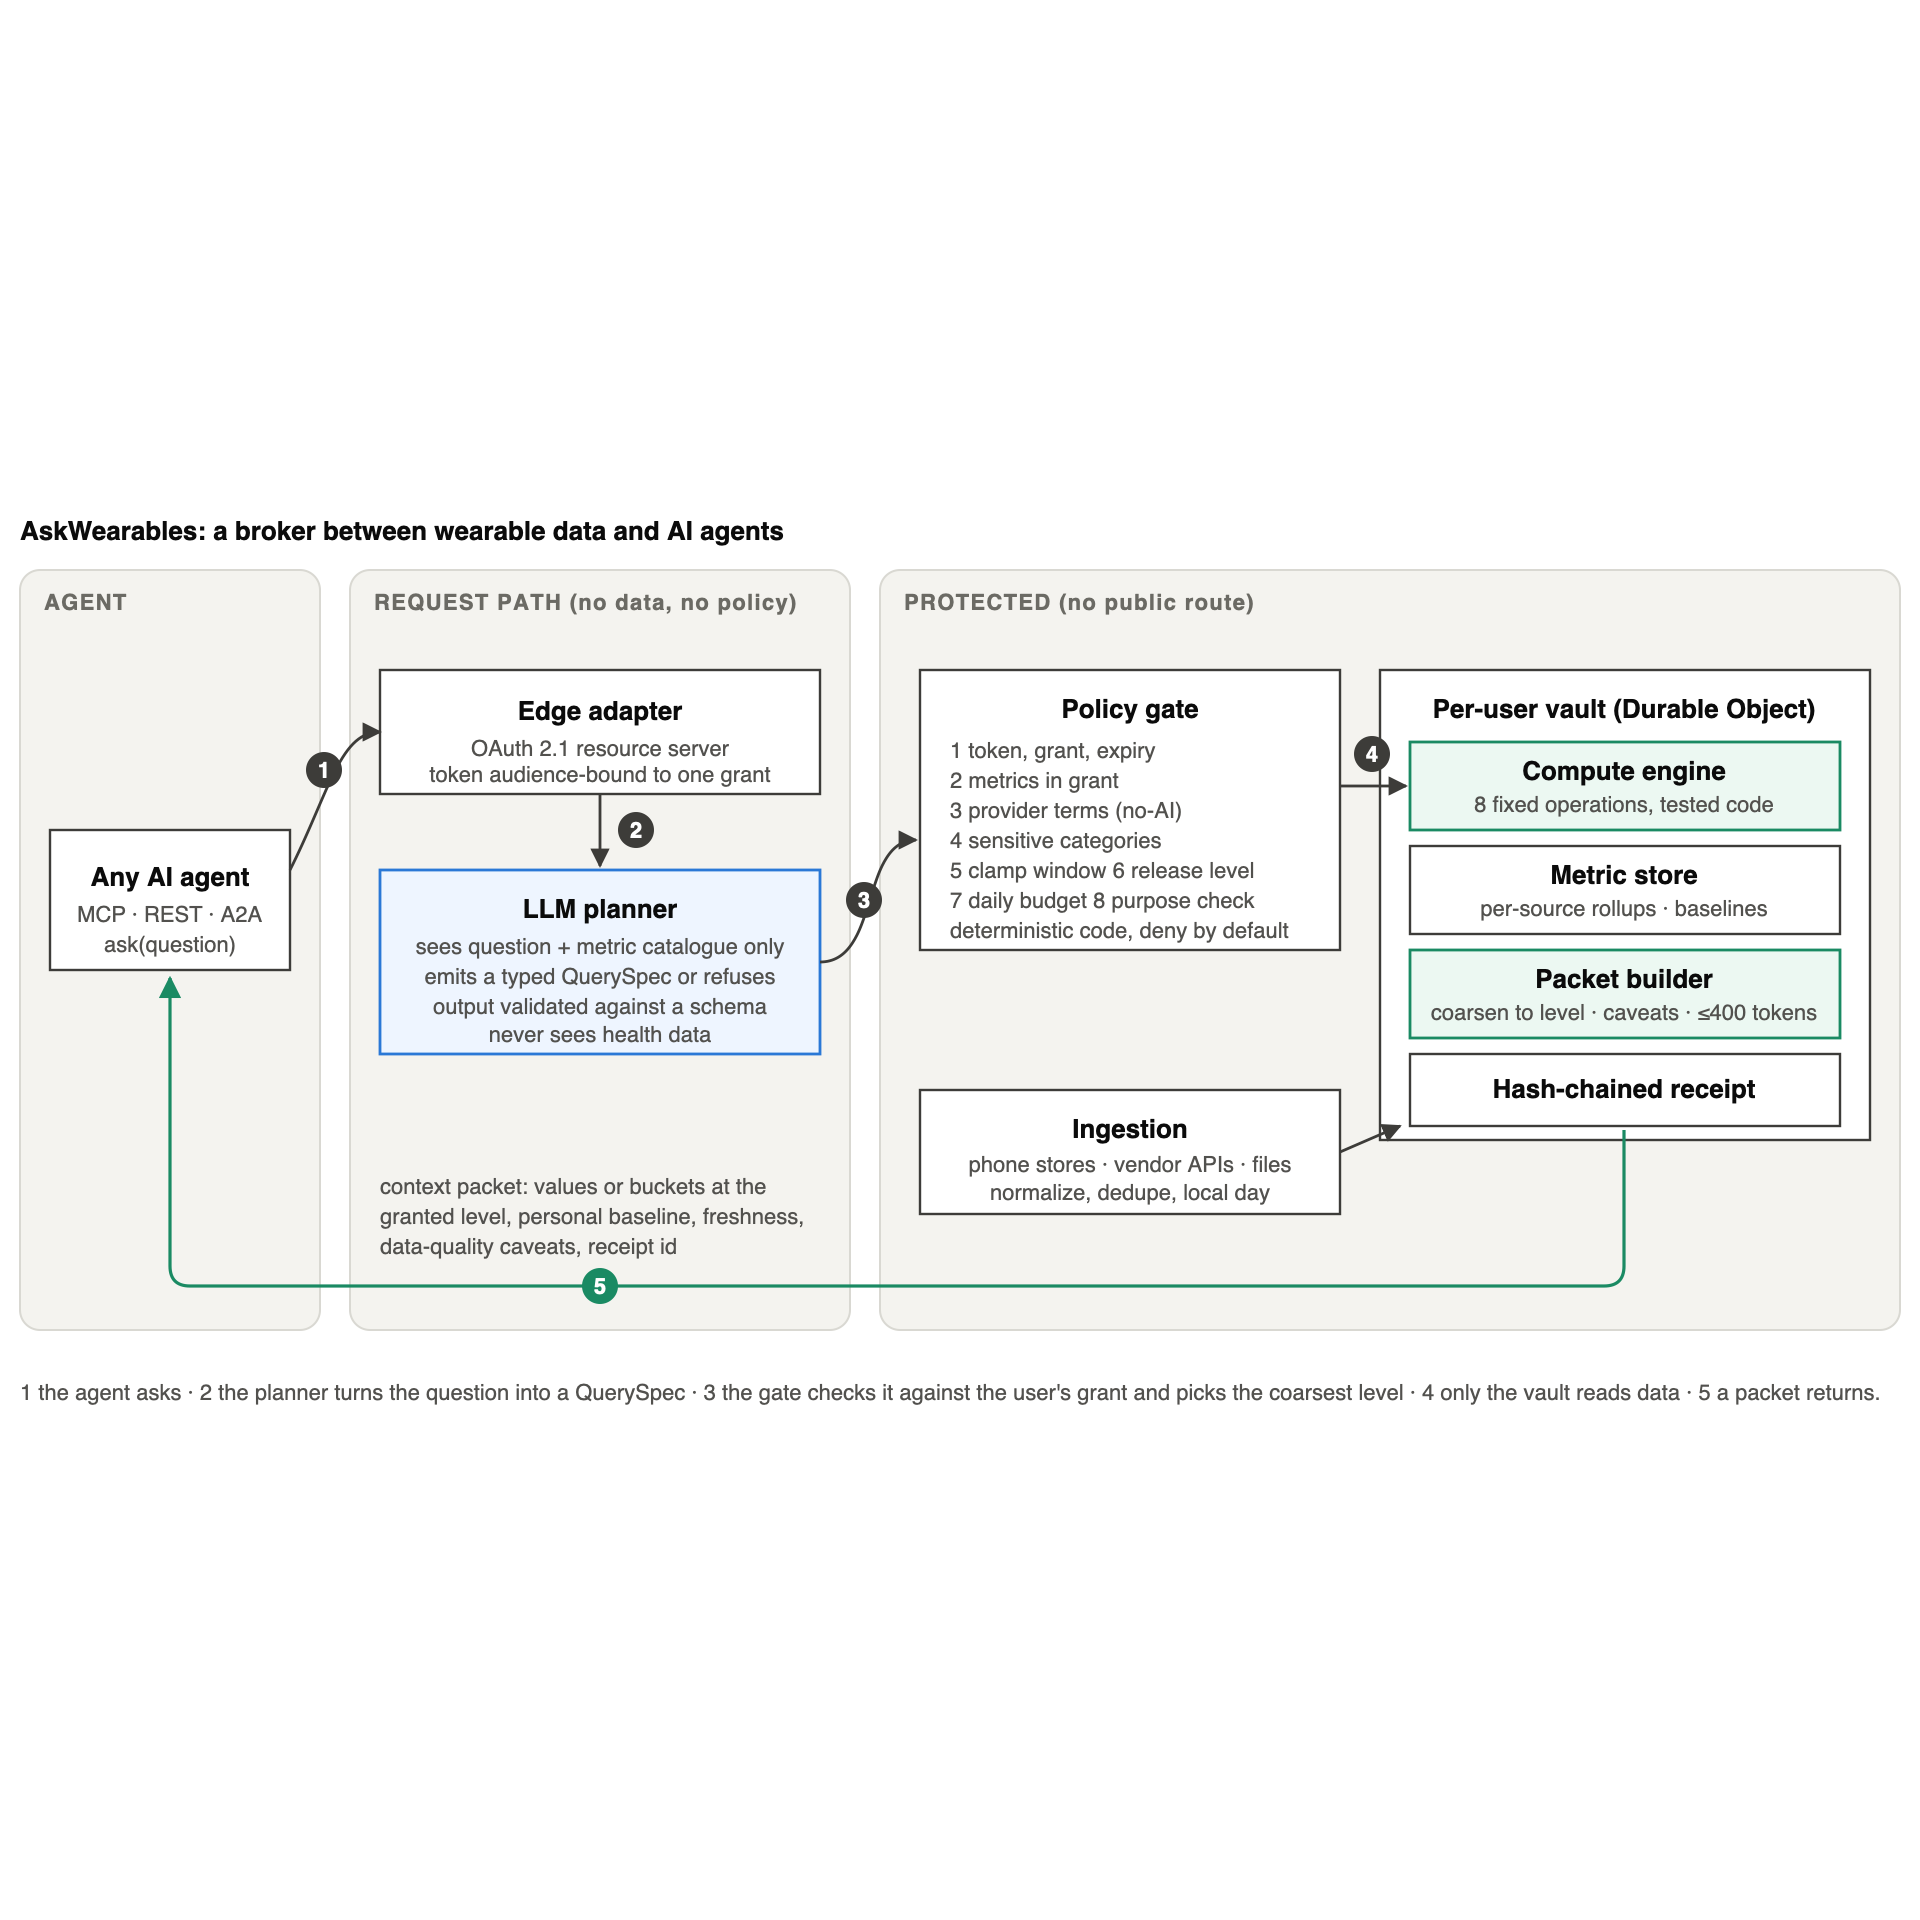 AskWearables: a broker between wearable data and AI agents
AGENT
Any AI agent
MCP · REST · A2A
ask(question)
1
REQUEST PATH (no data, no policy)
Edge adapter
OAuth 2.1 resource server
token audience-bound to one grant
2
LLM planner
sees question + metric catalogue only
emits a typed QuerySpec or refuses
output validated against a schema
never sees health data
3
context packet: values or buckets at the
granted level, personal baseline, freshness,
data-quality caveats, receipt id
5
PROTECTED (no public route)
Policy gate
1 token, grant, expiry
2 metrics in grant
3 provider terms (no-AI)
4 sensitive categories
5 clamp window 6 release level
7 daily budget 8 purpose check
deterministic code, deny by default
4
Ingestion
phone stores · vendor APIs · files
normalize, dedupe, local day
Per-user vault (Durable Object)
Compute engine
8 fixed operations, tested code
Metric store
per-source rollups · baselines
Packet builder
coarsen to level · caveats · ≤400 tokens
Hash-chained receipt
1 the agent asks · 2 the planner turns the question into a QuerySpec · 3 the gate checks it against the user's grant and picks the coarsest level · 4 only the vault reads data · 5 a packet returns.